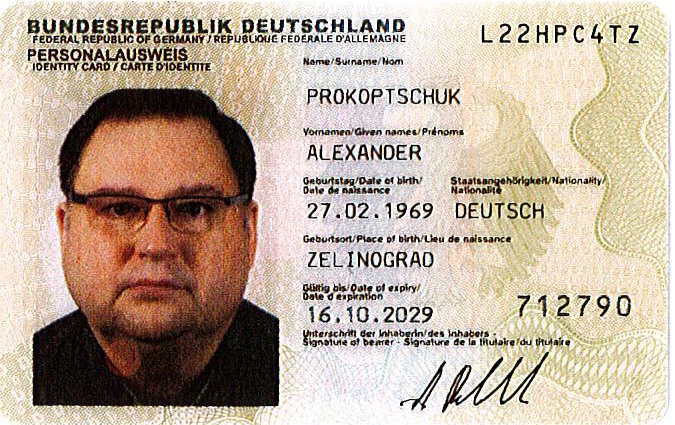 BUNDESREPUBLIK DEUTSCHLAND
FEDERAL REPUBLIC OF GERMANY / REPUBLIQUE FEDERALE D'ALLEMAGNE
PERSONALAUSWEIS
IDENTITY CARD / CARTE D'IDENTITE
L22HPC4TZ
Name/Surname/Nom
PROKOPTSCHUK
Vornamen/Given names/Prénoms
ALEXANDER
Geburtstag/Date of birth/
Date de naissance
Staatsangehörigkeit/Nationality/
Nationalité
27.02.1969 DEUTSCH
Geburtsort/Place of birth/Lieu de naissance
ZELINOGRAD
Gültig bis/Date of expiry/
Date d'expiration
16.10.2029
712790
Unterschrift der Inhaberin/des Inhabers -
Signature of bearer - Signature de la titulaire/du titulaire